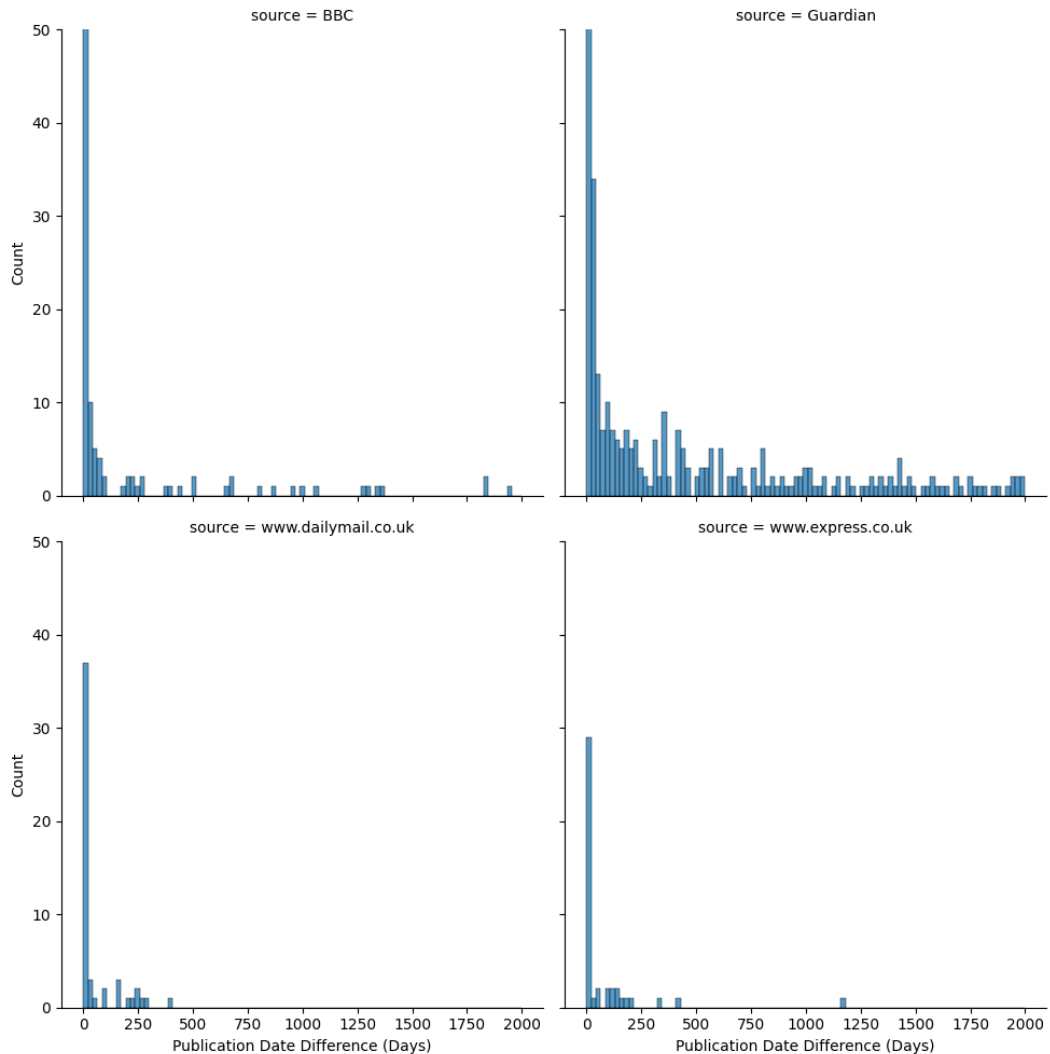 source = BBC
source = Guardian
50
40
30
20
10
0
Count
source = www.dailymail.co.uk
source = www.express.co.uk
50
40
30
20
10
0
Count
0 250 500 750 1000 1250 1500 1750 2000
0 250 500 750 1000 1250 1500 1750 2000
Publication Date Difference (Days)
Publication Date Difference (Days)